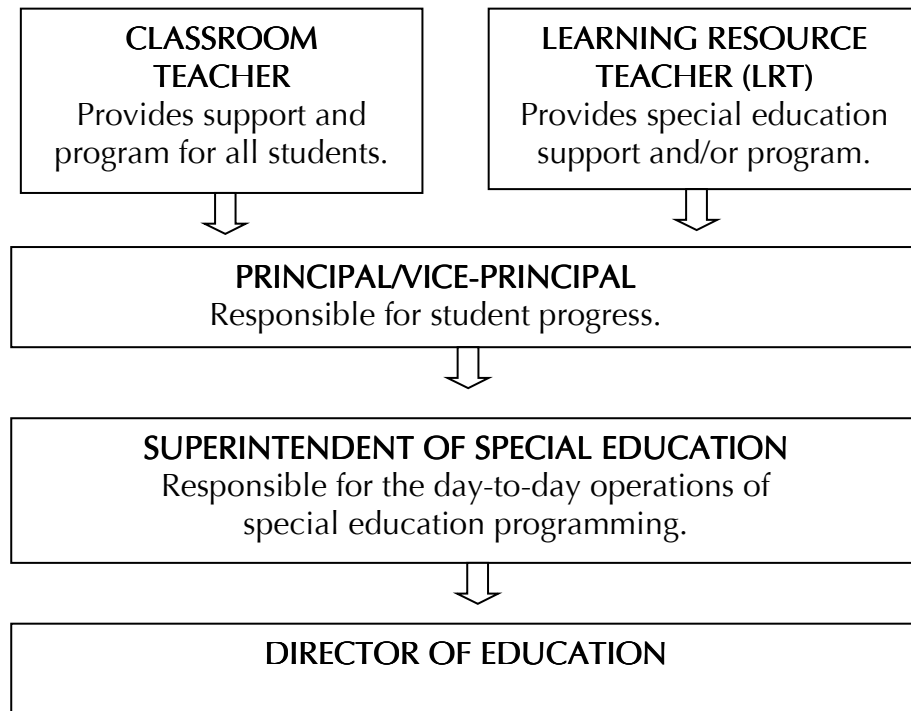 CLASSROOM
TEACHER
Provides support and
program for all students.
LEARNING RESOURCE
TEACHER (LRT)
Provides special education
support and/or program.
PRINCIPAL/VICE-PRINCIPAL
Responsible for student progress.
SUPERINTENDENT OF SPECIAL EDUCATION
Responsible for the day-to-day operations of
special education programming.
DIRECTOR OF EDUCATION